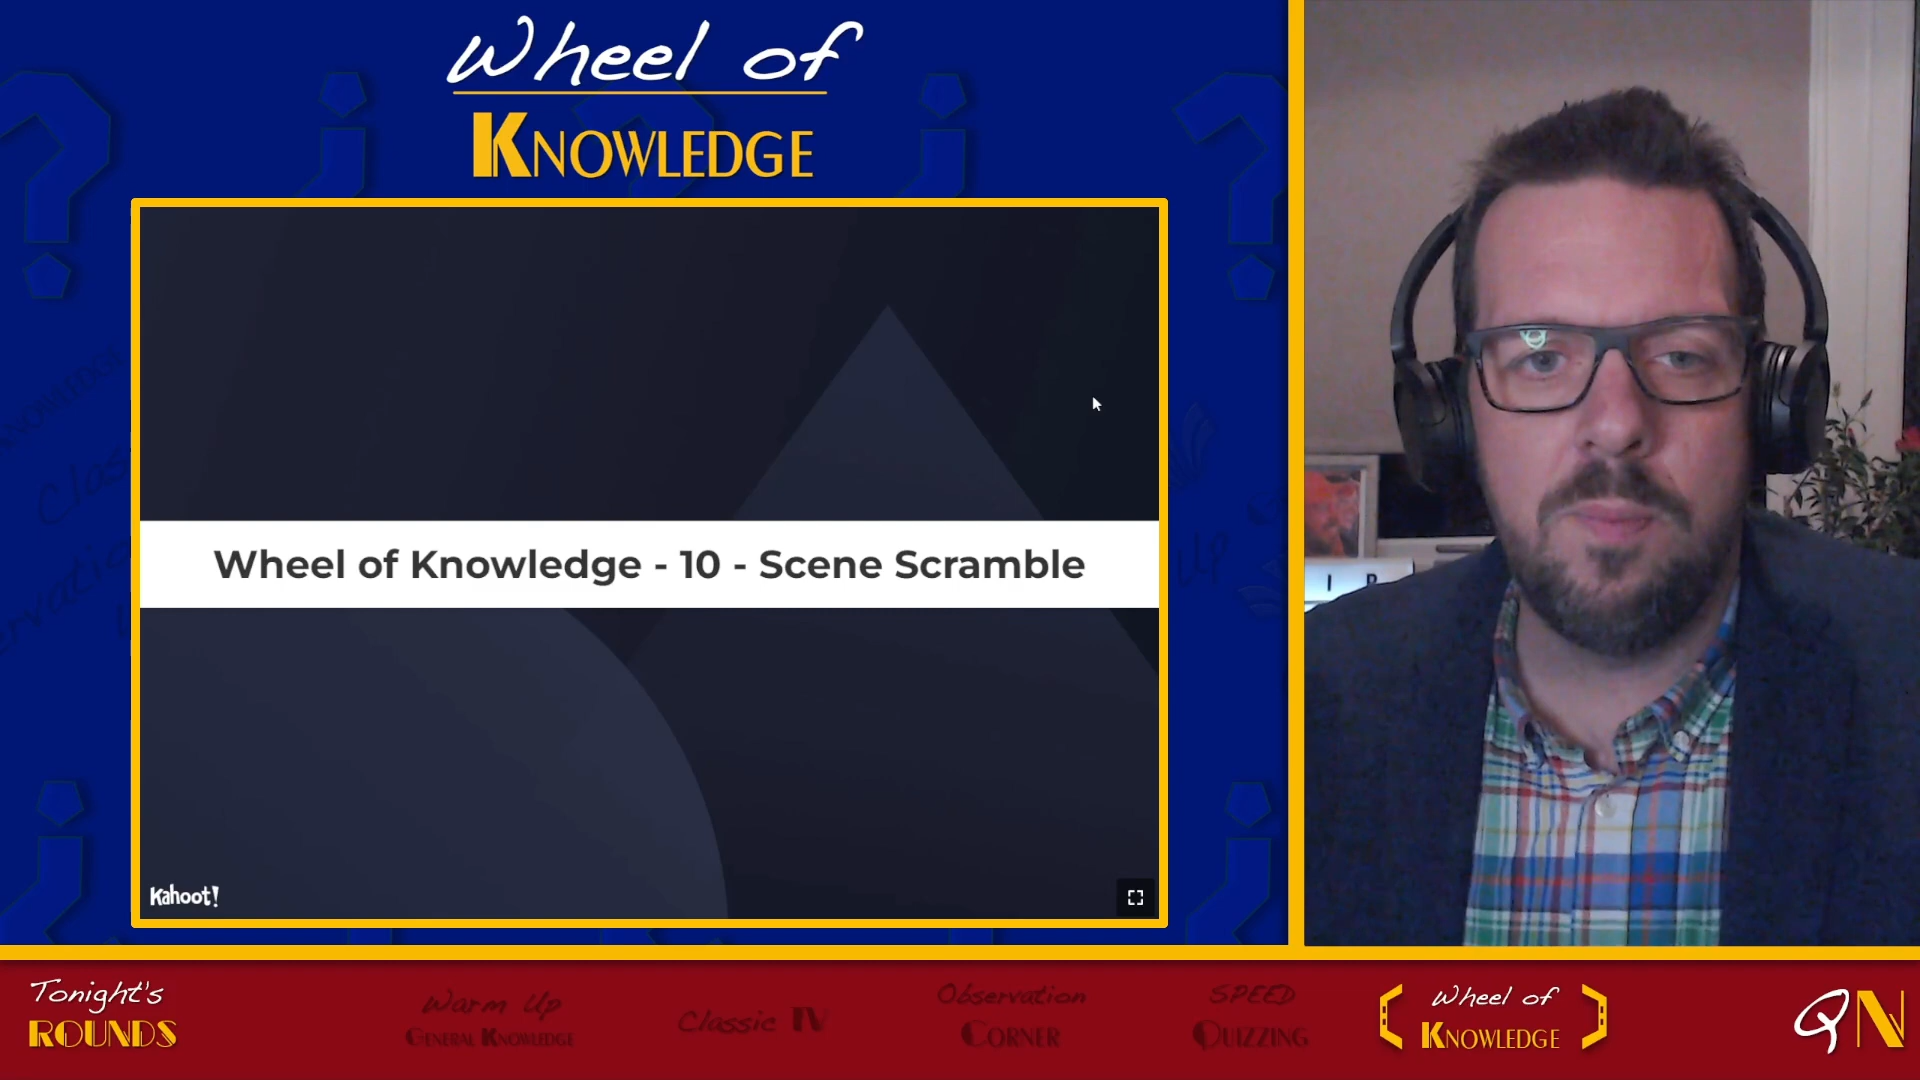 Wheel of
KNOWLEDGE
Wheel of Knowledge - 10 - Scene Scramble
Kahoot!
Tonight's
ROUNDS
Warm Up
GENERAL KNOWLEDGE
Classic TV
Observation
CORNER
SPEED
QUIZZING
Wheel of
KNOWLEDGE
QN